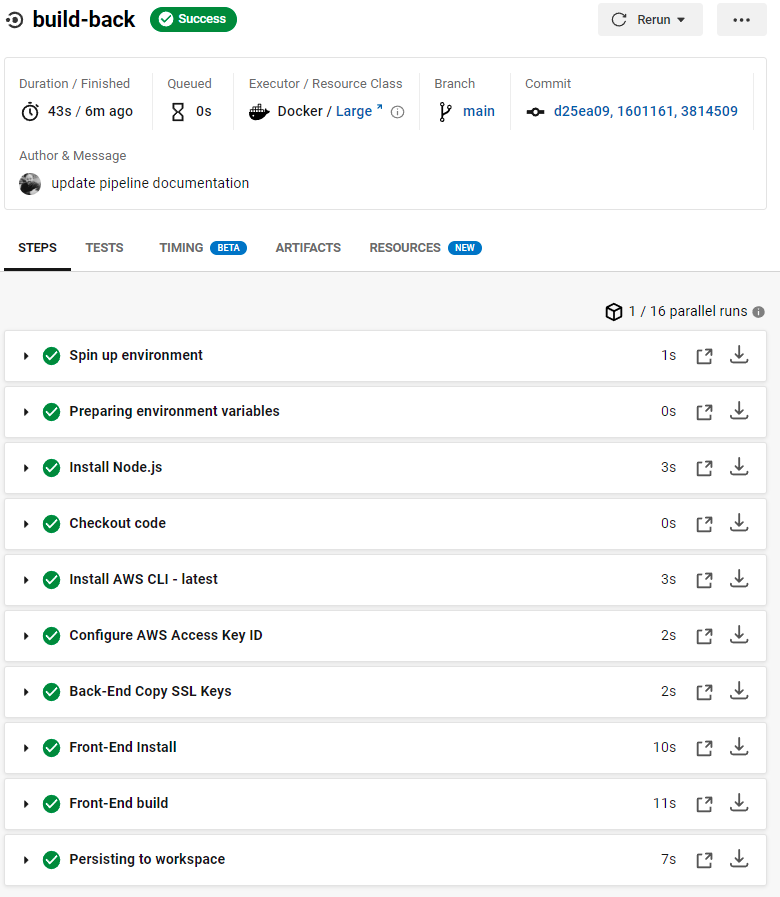 build-back Success Rerun
Duration / Finished Queued Executor / Resource Class Branch Commit
43s / 6m ago 0s Docker / Large main d25ea09, 1601161, 3814509
Author & Message
update pipeline documentation
STEPS TESTS TIMING BETA ARTIFACTS RESOURCES NEW
1 / 16 parallel runs
Spin up environment 1s
Preparing environment variables 0s
Install Node.js 3s
Checkout code 0s
Install AWS CLI - latest 3s
Configure AWS Access Key ID 2s
Back-End Copy SSL Keys 2s
Front-End Install 10s
Front-End build 11s
Persisting to workspace 7s